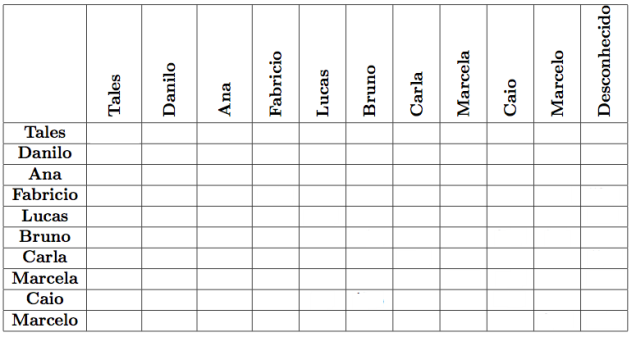 Tales Danilo Ana Fabricio Lucas Bruno Carla Marcela Caio Marcelo Desconhecido
Tales
Danilo
Ana
Fabricio
Lucas
Bruno
Carla
Marcela
Caio
Marcelo